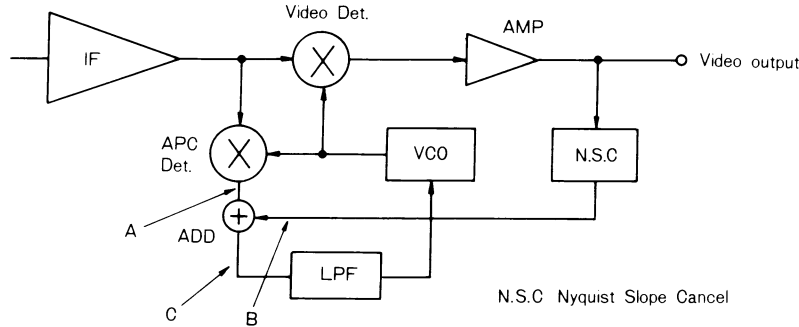 Video Det.
AMP
IF
Video output
APC
Det.
VCO
N.S.C
A
ADD
LPF
C
B
N.S.C Nyquist Slope Cancel